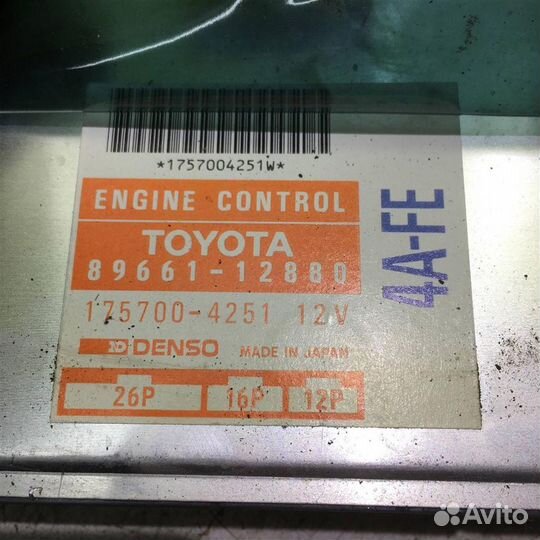 *1757004251W*
ENGINE CONTROL
TOYOTA
89661-12880
175700-4251 12V
DENSO MADE IN JAPAN
26P 16P 12P
4A-FE
Avito